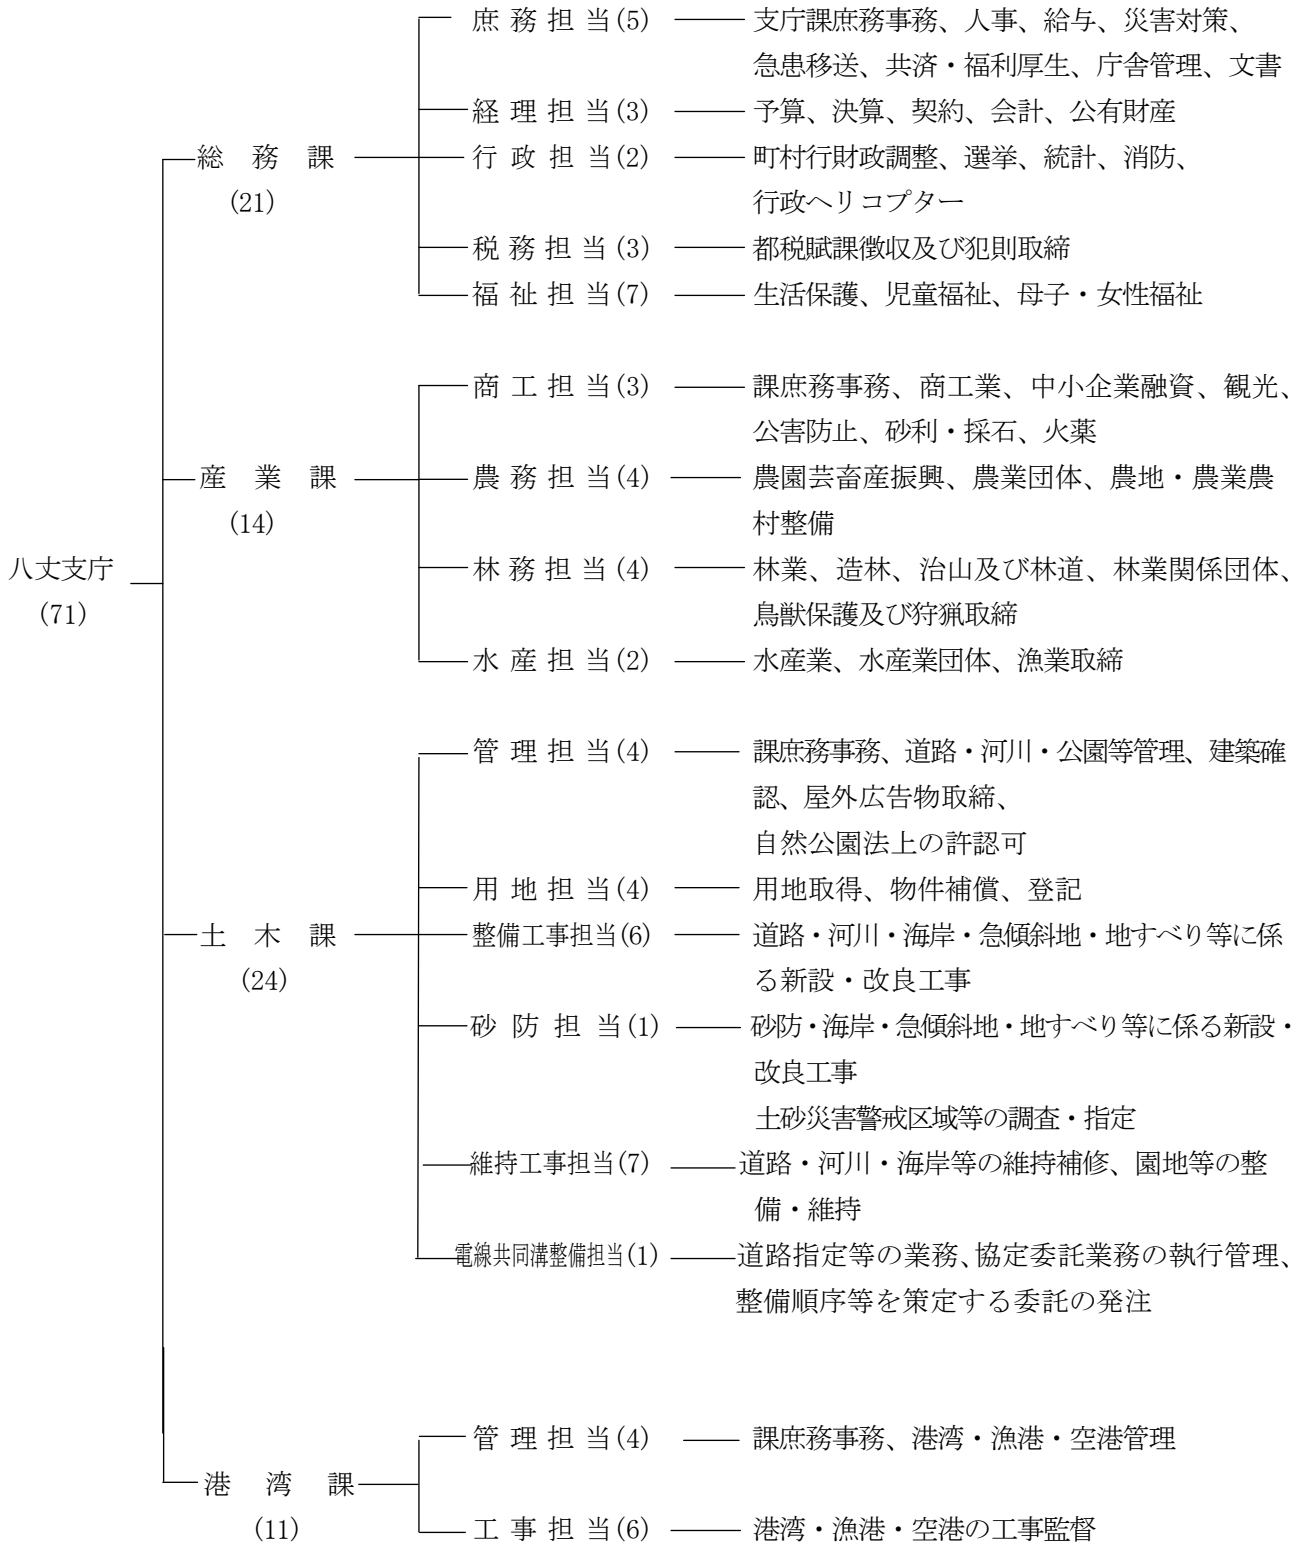 庶務担当(5) 支庁課庶務事務、人事、給与、災害対策、
急患移送、共済・福利厚生、庁舎管理、文書
経理担当(3) 予算、決算、契約、会計、公有財産
総務課 行政担当(2) 町村行財政調整、選挙、統計、消防、
(21) 行政ヘリコプター
税務担当(3) 都税賦課徴収及び犯則取締
福祉担当(7) 生活保護、児童福祉、母子・女性福祉
商工担当(3) 課庶務事務、商工業、中小企業融資、観光、
公害防止、砂利・採石、火薬
産業課 農務担当(4) 農園芸畜産振興、農業団体、農地・農業農
(14) 村整備
八丈支庁 林務担当(4) 林業、造林、治山及び林道、林業関係団体、
(71) 鳥獣保護及び狩猟取締
水産担当(2) 水産業、水産業団体、漁業取締
管理担当(4) 課庶務事務、道路・河川・公園等管理、建築確
認、屋外広告物取締、
自然公園法上の許認可
用地担当(4) 用地取得、物件補償、登記
土木課 整備工事担当(6) 道路・河川・海岸・急傾斜地・地すべり等に係
(24) る新設・改良工事
砂防担当(1) 砂防・海岸・急傾斜地・地すべり等に係る新設・
改良工事
土砂災害警戒区域等の調査・指定
維持工事担当(7) 道路・河川・海岸等の維持補修、園地等の整
備・維持
電線共同溝整備担当(1) 道路指定等の業務、協定委託業務の執行管理、
整備順序等を策定する委託の発注
管理担当(4) 課庶務事務、港湾・漁港・空港管理
港湾課
(11) 工事担当(6) 港湾・漁港・空港の工事監督